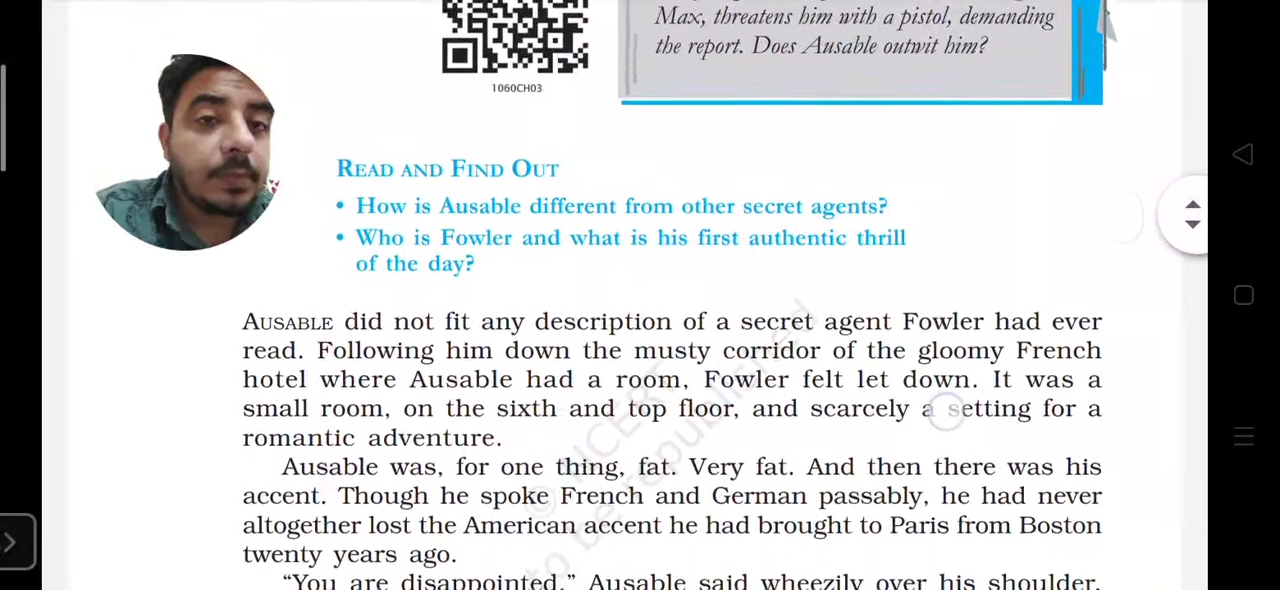 Max, threatens him with a pistol, demanding
the report. Does Ausable outwit him?
1060CH03
READ AND FIND OUT
• How is Ausable different from other secret agents?
• Who is Fowler and what is his first authentic thrill
of the day?
AUSABLE did not fit any description of a secret agent Fowler had ever
read. Following him down the musty corridor of the gloomy French
hotel where Ausable had a room, Fowler felt let down. It was a
small room, on the sixth and top floor, and scarcely a setting for a
romantic adventure.
Ausable was, for one thing, fat. Very fat. And then there was his
accent. Though he spoke French and German passably, he had never
altogether lost the American accent he had brought to Paris from Boston
twenty years ago.
“You are disappointed,” Ausable said wheezily over his shoulder.
© NCERT
to be republished